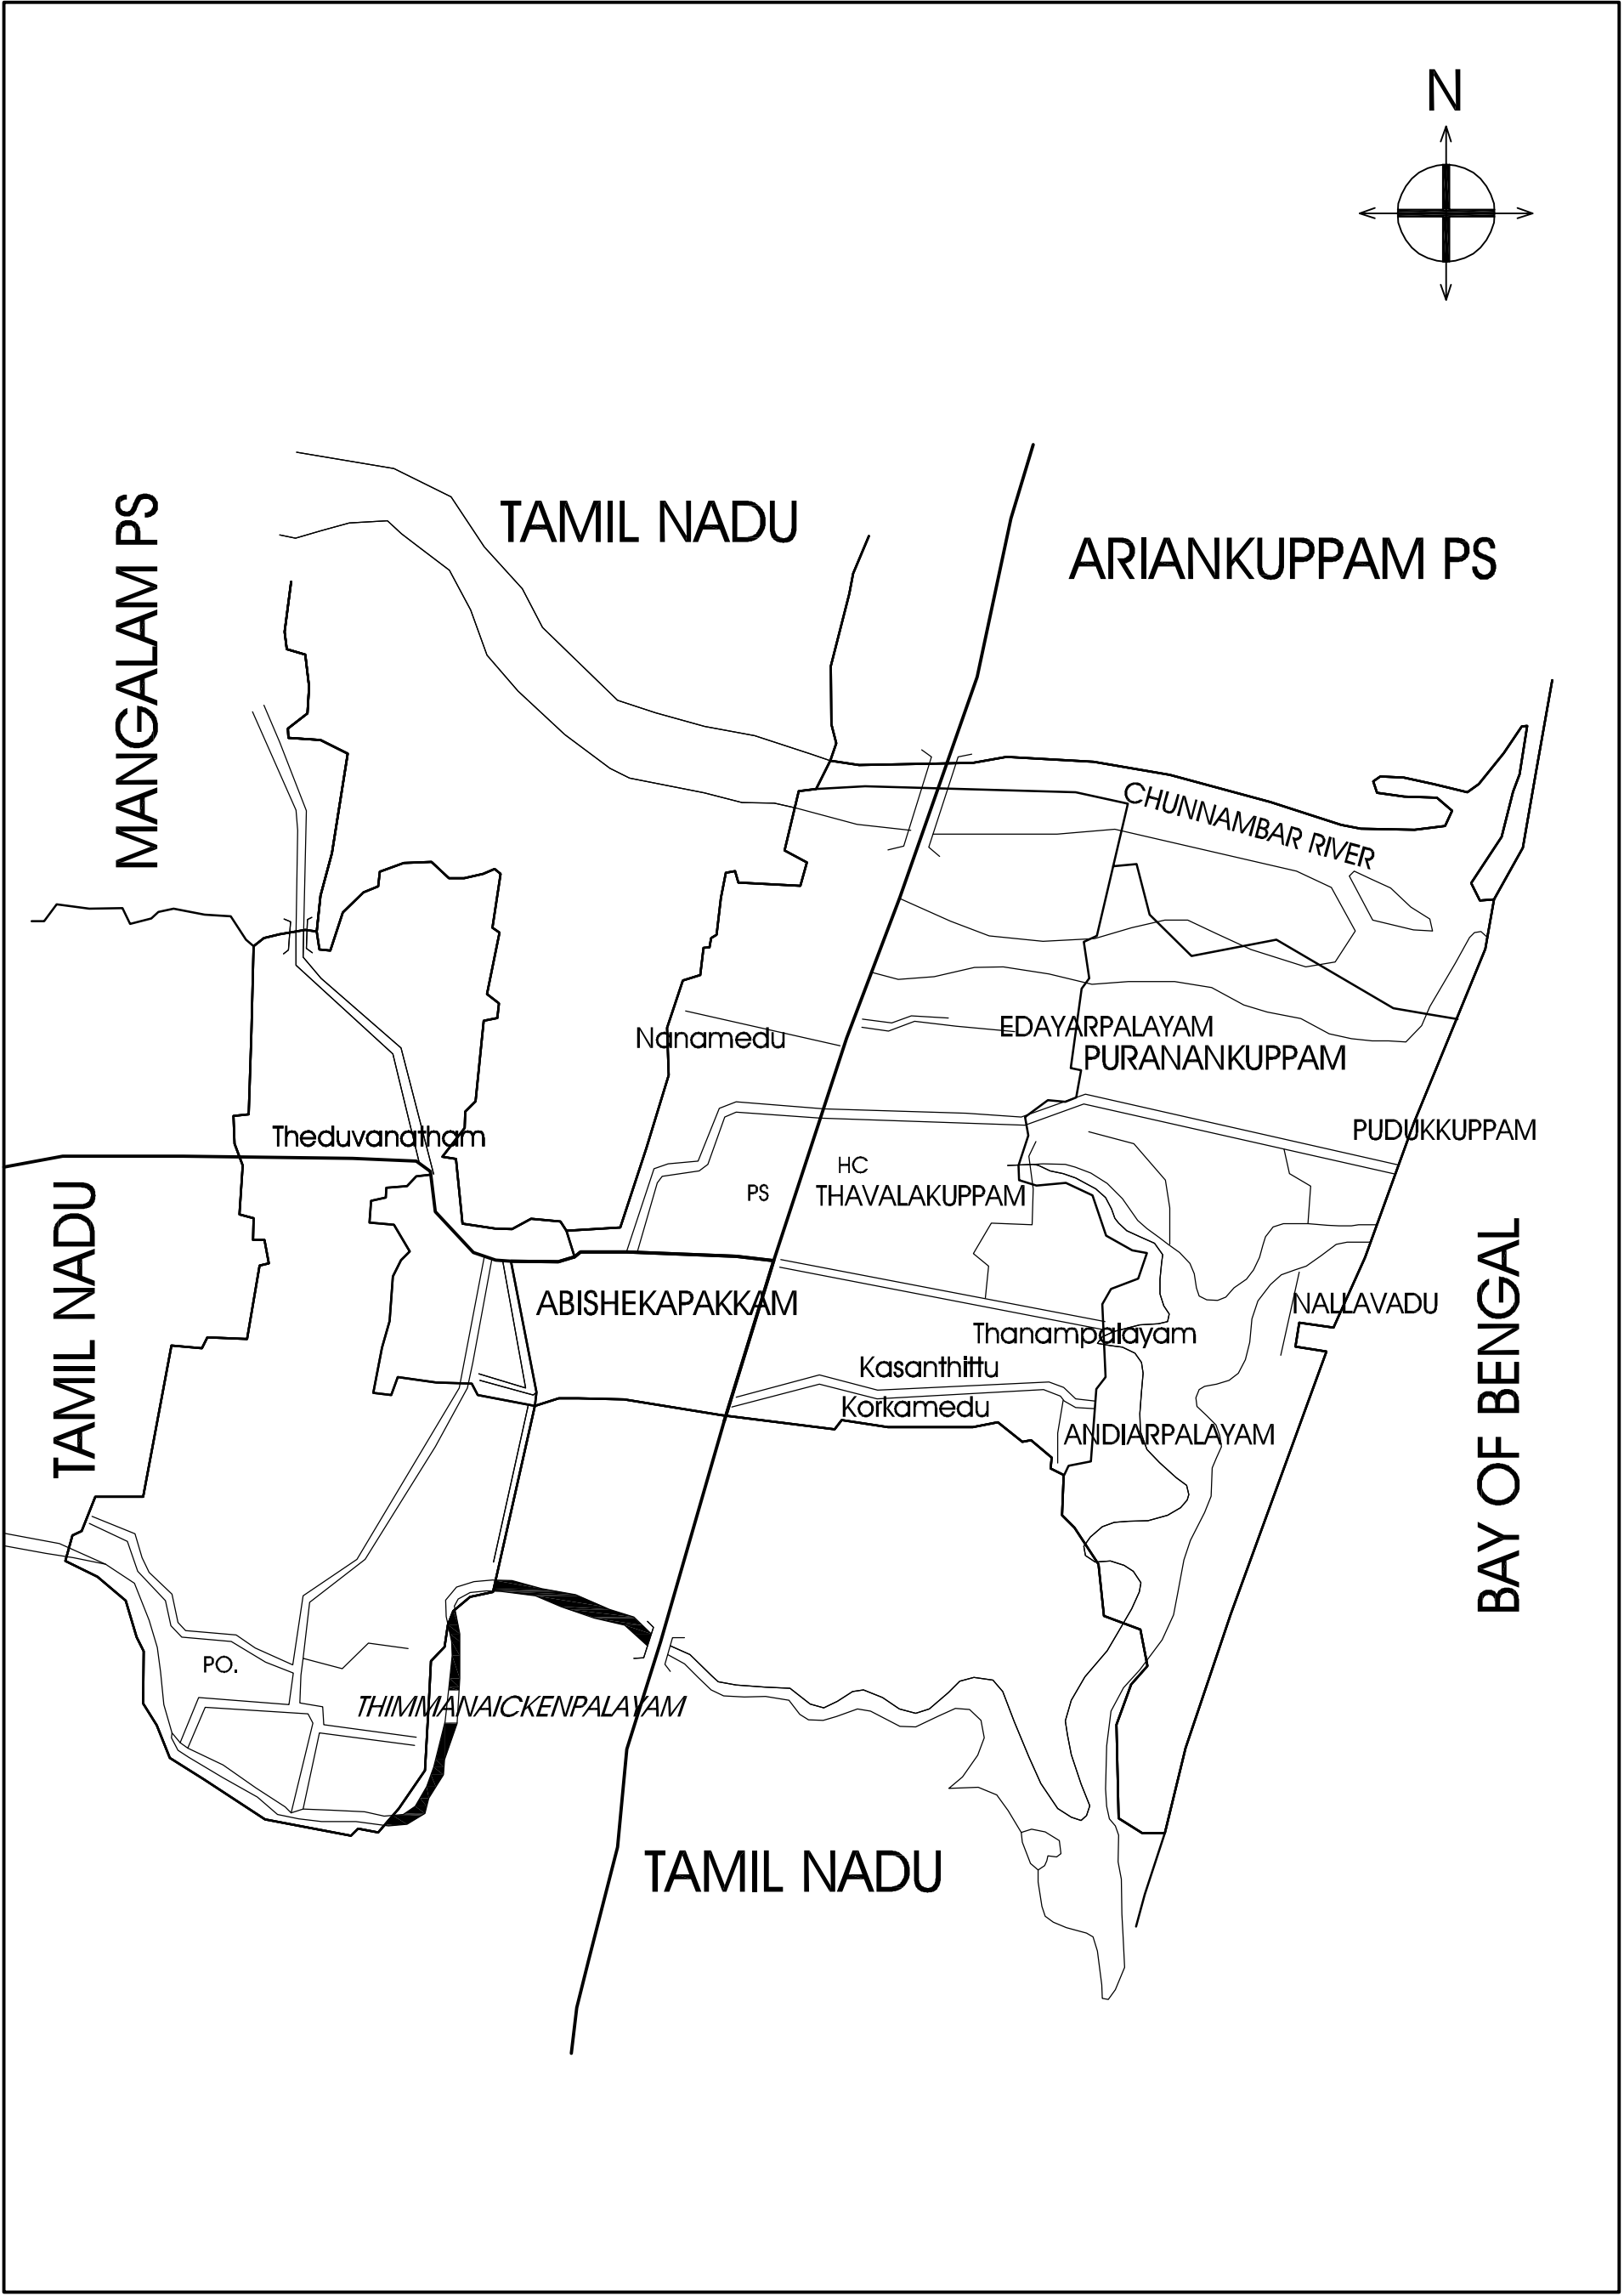 N
TAMIL NADU
ARIANKUPPAM PS
MANGALAM PS
CHUNNAMBAR RIVER
EDAYARPALAYAM
Nanamedu
PURANANKUPPAM
PUDUKKUPPAM
Theduvanatham
HC
PS
THAVALAKUPPAM
TAMIL NADU
BAY OF BENGAL
ABISHEKAPAKKAM
NALLAVADU
Thanampalayam
Kasanthittu
Korkamedu
ANDIARPALAYAM
PO.
THIMMANAICKENPALAYAM
TAMIL NADU